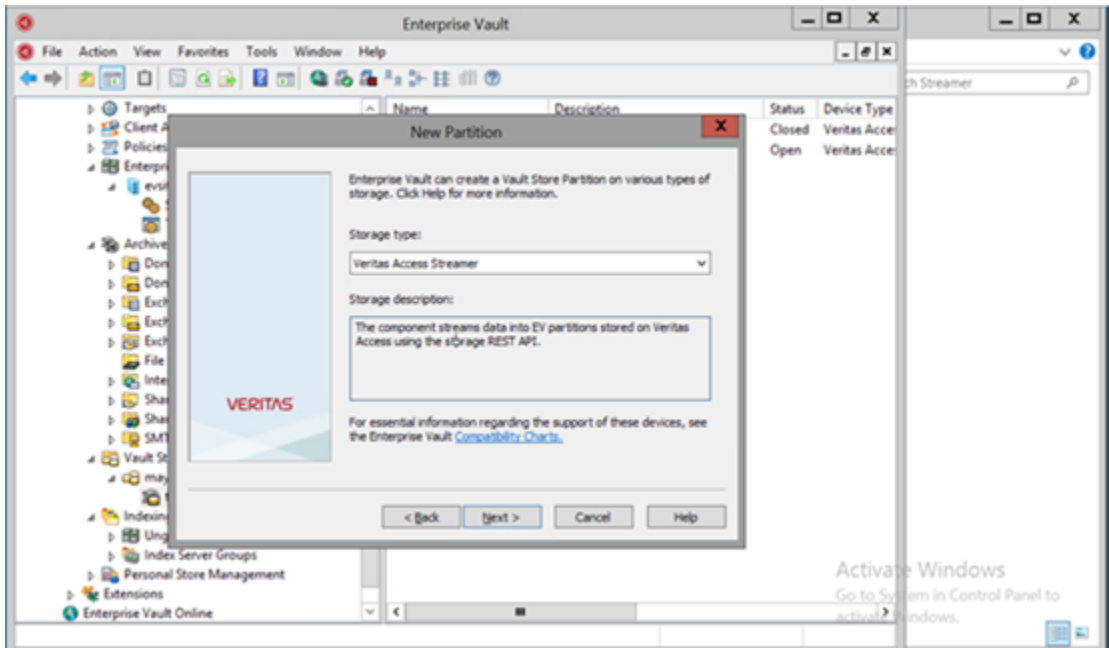 Enterprise Vault
File Action View Favorites Tools Window Help
ch Streamer
Name Description Status Device Type
Closed Veritas Acce
Open Veritas Acce
Targets
Client A
Policies
Enterpri
evsit
Archive
Dom
Dom
Exch
Exch
Exch
File
Inte
Shar
Shar
SMT
Vault St
may
Indexin
Ung
Index Server Groups
Personal Store Management
Extensions
Enterprise Vault Online
New Partition
Enterprise Vault can create a Vault Store Partition on various types of
storage. Click Help for more information.
Storage type:
Veritas Access Streamer
Storage description:
The component streams data into EV partitions stored on Veritas
Access using the storage REST API.
VERITAS
For essential information regarding the support of these devices, see
the Enterprise Vault Compatibility Charts.
< Back Next > Cancel Help
Activate Windows
Go to System in Control Panel to
activate Windows.